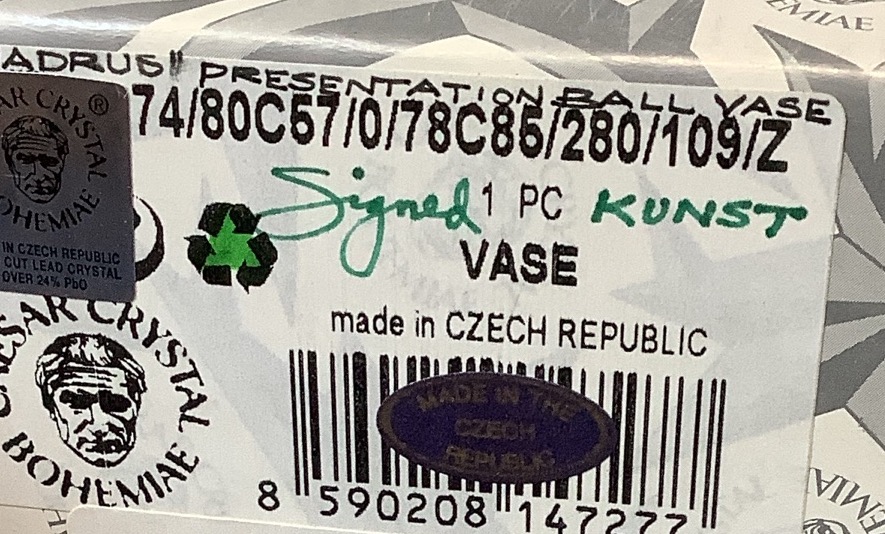 ADRUS" PRESENTATION BALL VASE
74/80C57/0/78C85/280/109/Z
Signed 1 PC KUNST
VASE
made in CZECH REPUBLIC
CRYSTAL ®
BOHEMIAE
IN CZECH REPUBLIC
CUT LEAD CRYSTAL
OVER 24% PbO
CAESAR CRYSTAL
BOHEMIAE
MADE IN THE
CZECH
REPUBLIC
8 590208 147277